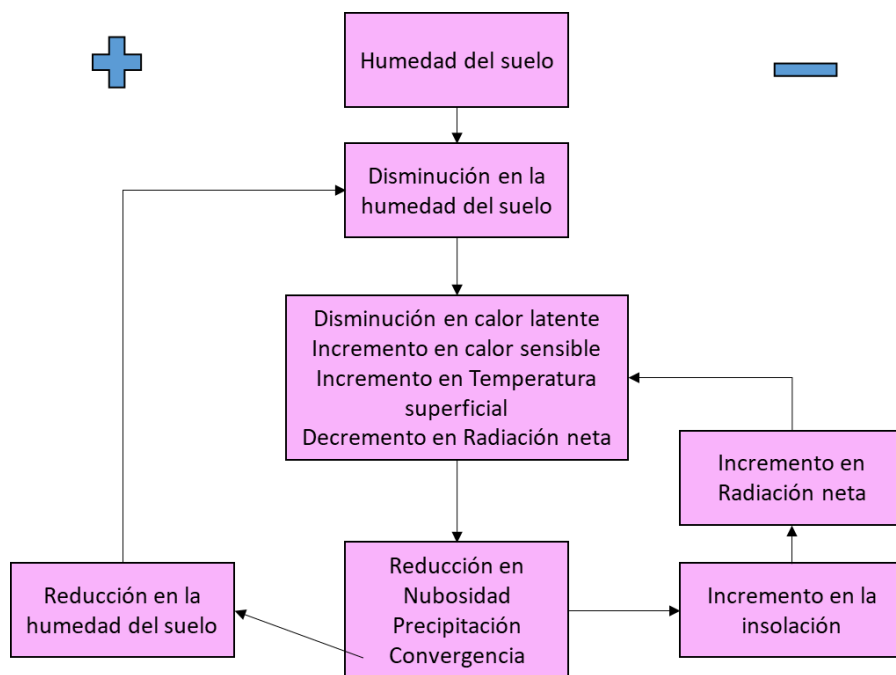 Humedad del suelo
Disminución en la
humedad del suelo
Disminución en calor latente
Incremento en calor sensible
Incremento en Temperatura
superficial
Decremento en Radiación neta
Incremento en
Radiación neta
Reducción en la
humedad del suelo
Reducción en
Nubosidad
Precipitación
Convergencia
Incremento en la
insolación